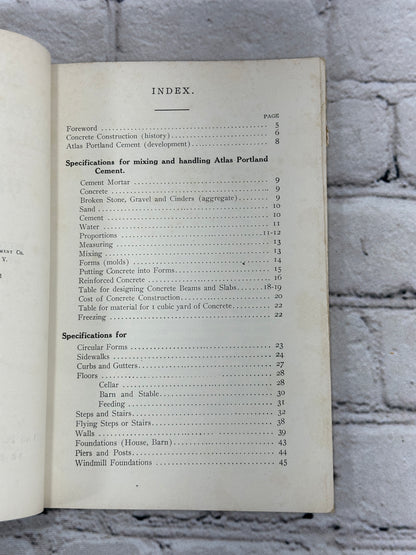 INDEX.
PAGE
Foreword 5
Concrete Construction (history) 6
Atlas Portland Cement (development) 8
Specifications for mixing and handling Atlas Portland
Cement.
Cement Mortar 9
Concrete 9
Broken Stone, Gravel and Cinders (aggregate) 9
Sand 10
Cement 10
Water 11
Proportions 11-12
Measuring 13
Mixing 13
Forms (molds) 14
Putting Concrete into Forms 15
Reinforced Concrete 16
Table for designing Concrete Beams and Slabs 18-19
Cost of Concrete Construction 20
Table for material for 1 cubic yard of Concrete 22
Freezing 22
Specifications for
Circular Forms 23
Sidewalks 24
Curbs and Gutters 27
Floors 28
Cellar 28
Barn and Stable 30
Feeding 31
Steps and Stairs 32
Flying Steps or Stairs 38
Walls 39
Foundations (House, Barn) 43
Piers and Posts 44
Windmill Foundations 45
MENT CO.
Y.